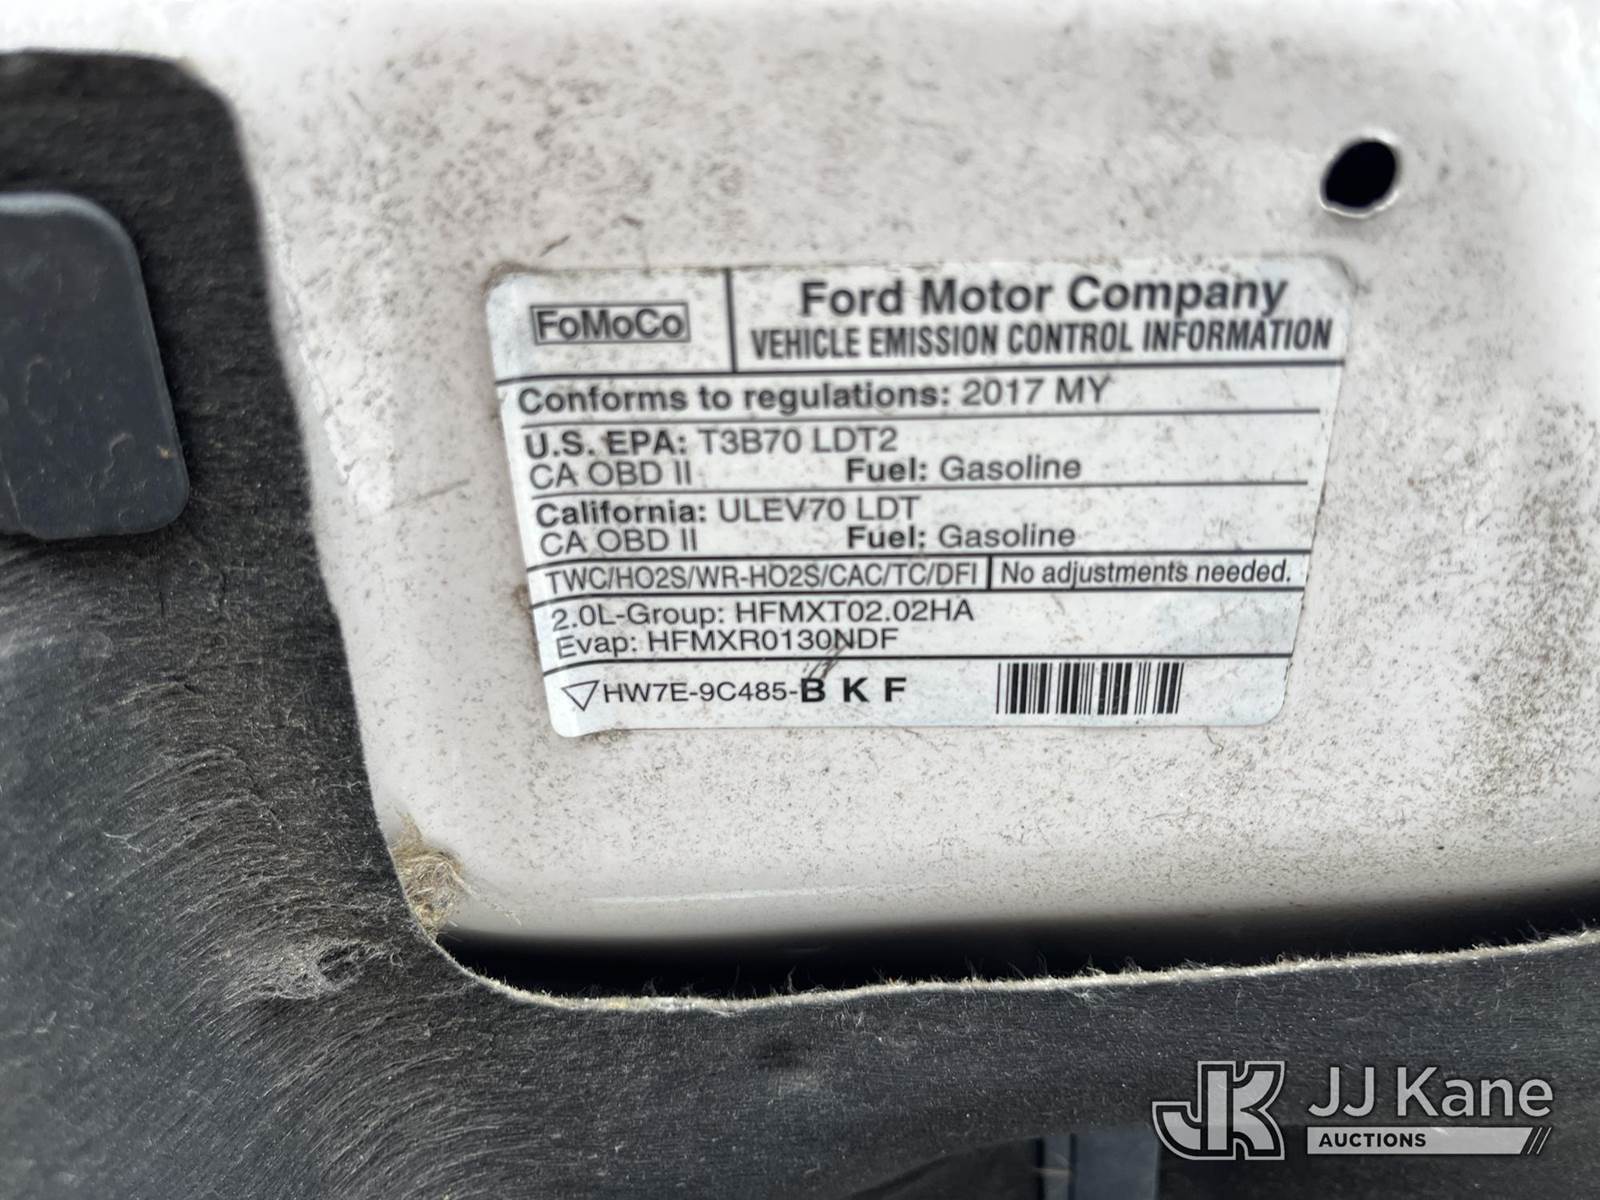 FoMoCo
Ford Motor Company
VEHICLE EMISSION CONTROL INFORMATION
Conforms to regulations: 2017 MY
U.S. EPA: T3B70 LDT2
CA OBD II Fuel: Gasoline
California: ULEV70 LDT
CA OBD II Fuel: Gasoline
TWC/HO2S/WR-HO2S/CAC/TC/DFI No adjustments needed.
2.0L-Group: HFMXT02.02HA
Evap: HFMXR0130NDF
HW7E-9C485-B K F
JK JJ Kane
AUCTIONS